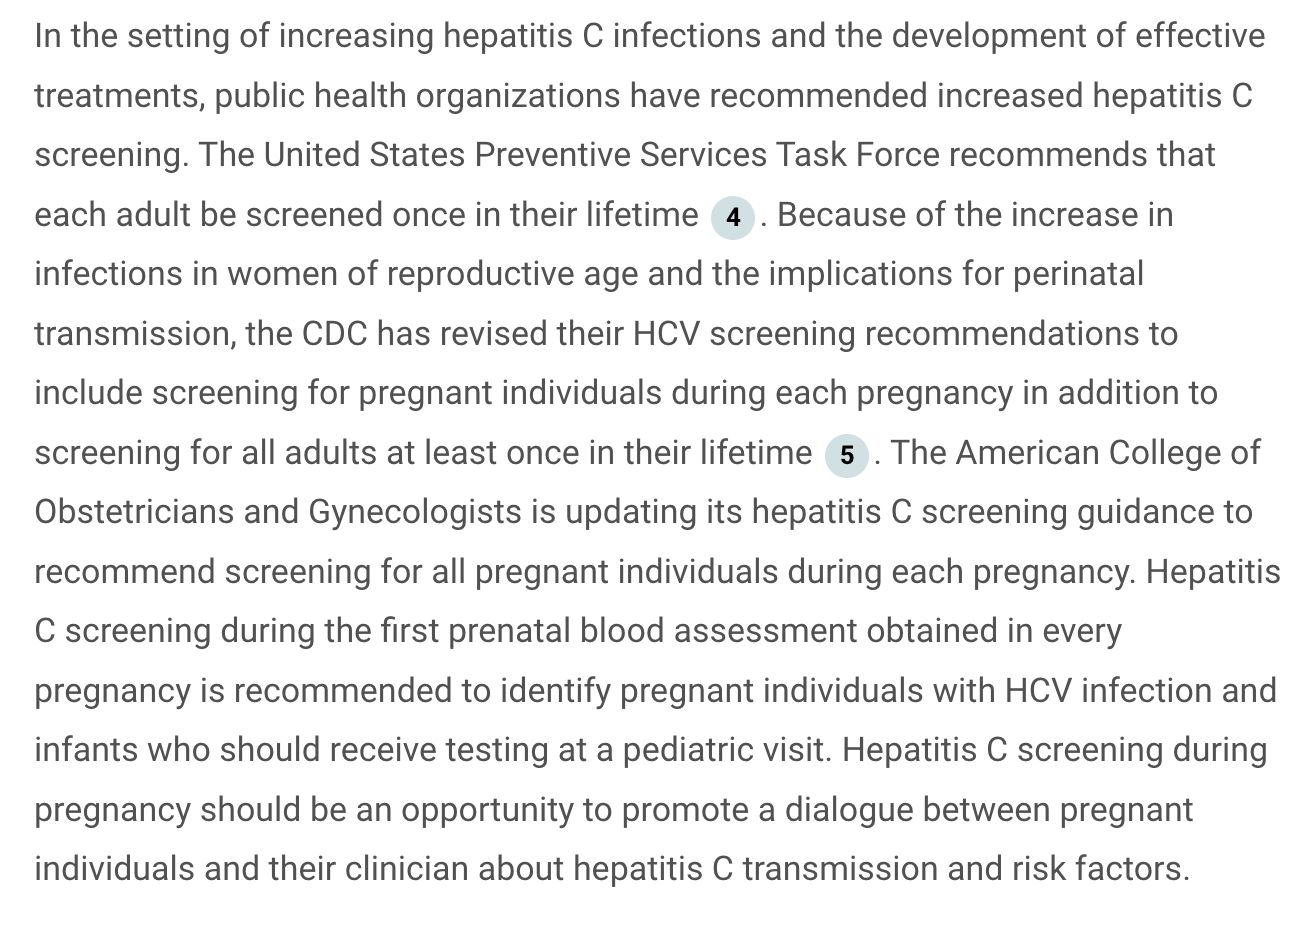 In the setting of increasing hepatitis C infections and the development of effective
treatments, public health organizations have recommended increased hepatitis C
screening. The United States Preventive Services Task Force recommends that
each adult be screened once in their lifetime 4 . Because of the increase in
infections in women of reproductive age and the implications for perinatal
transmission, the CDC has revised their HCV screening recommendations to
include screening for pregnant individuals during each pregnancy in addition to
screening for all adults at least once in their lifetime 5 . The American College of
Obstetricians and Gynecologists is updating its hepatitis C screening guidance to
recommend screening for all pregnant individuals during each pregnancy. Hepatitis
C screening during the first prenatal blood assessment obtained in every
pregnancy is recommended to identify pregnant individuals with HCV infection and
infants who should receive testing at a pediatric visit. Hepatitis C screening during
pregnancy should be an opportunity to promote a dialogue between pregnant
individuals and their clinician about hepatitis C transmission and risk factors.